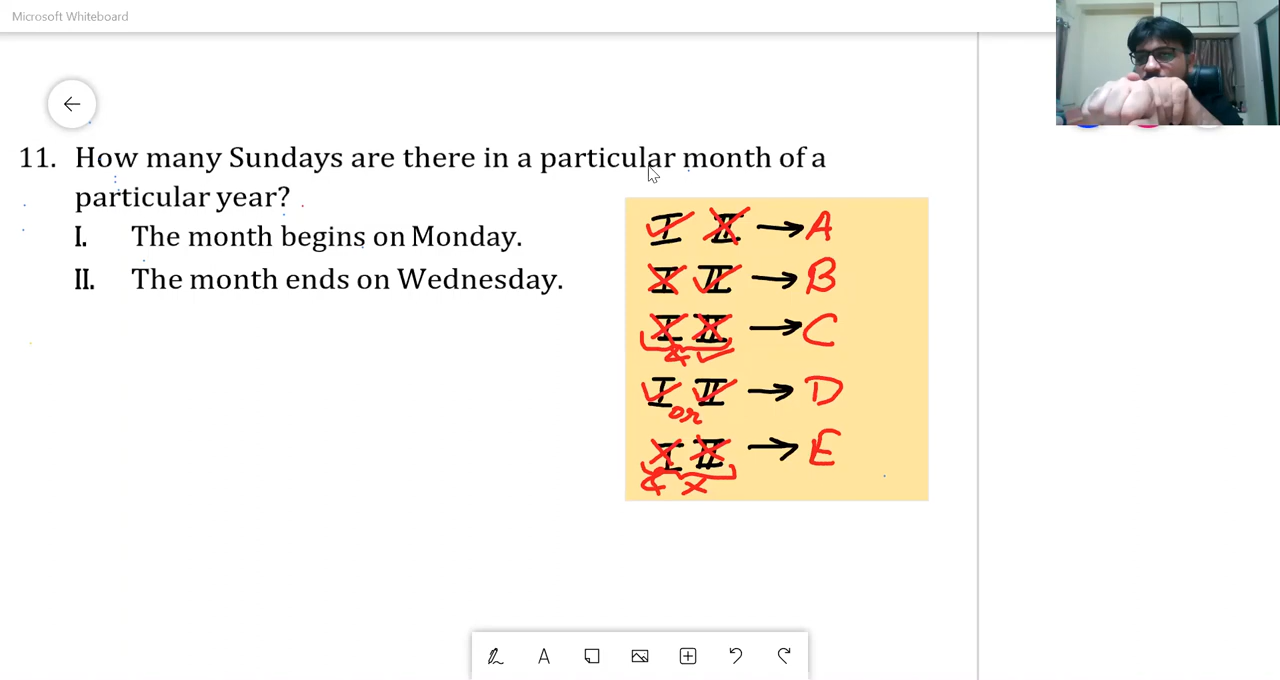 Microsoft Whiteboard
11. How many Sundays are there in a particular month of a
particular year?
I. The month begins on Monday.
II. The month ends on Wednesday.
I II → A
I II → B
I II → C
&
I II → D
or
I II → E
&
A